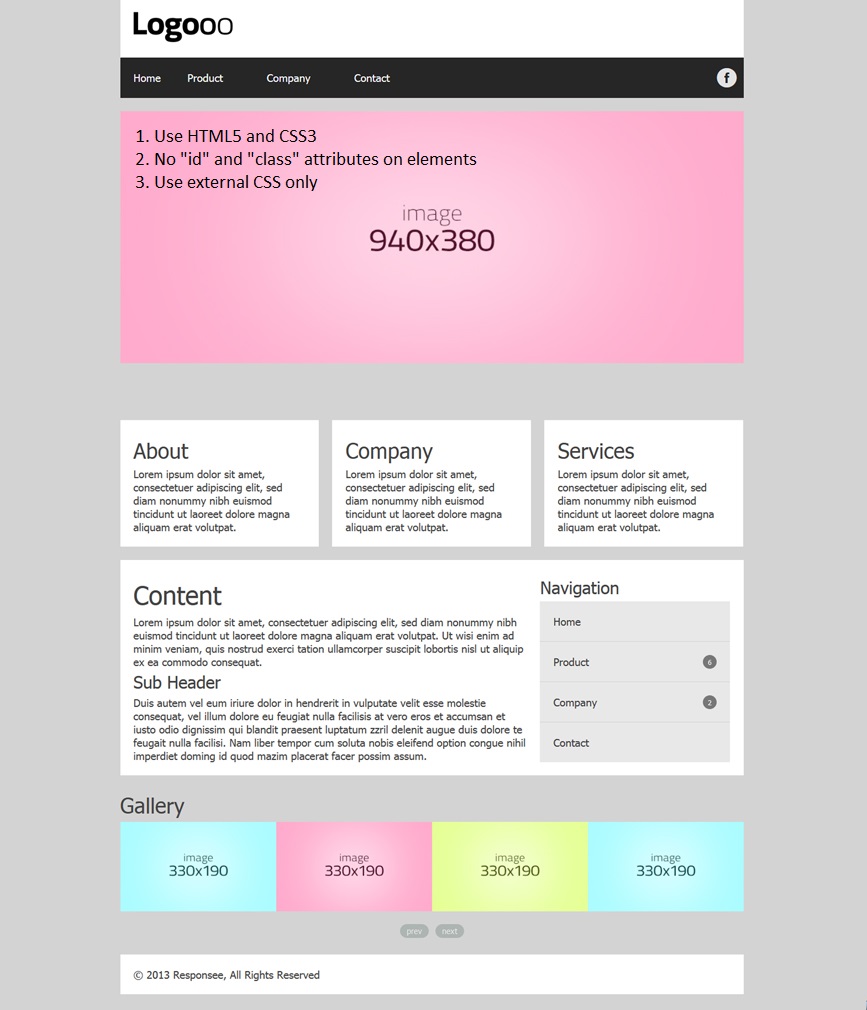 Logooo
Home Product Company Contact f
1. Use HTML5 and CSS3
2. No "id" and "class" attributes on elements
3. Use external CSS only
image
940x380
About
Lorem ipsum dolor sit amet,
consectetuer adipiscing elit, sed
diam nonummy nibh euismod
tincidunt ut laoreet dolore magna
aliquam erat volutpat.
Company
Lorem ipsum dolor sit amet,
consectetuer adipiscing elit, sed
diam nonummy nibh euismod
tincidunt ut laoreet dolore magna
aliquam erat volutpat.
Services
Lorem ipsum dolor sit amet,
consectetuer adipiscing elit, sed
diam nonummy nibh euismod
tincidunt ut laoreet dolore magna
aliquam erat volutpat.
Content
Lorem ipsum dolor sit amet, consectetuer adipiscing elit, sed diam nonummy nibh
euismod tincidunt ut laoreet dolore magna aliquam erat volutpat. Ut wisi enim ad
minim veniam, quis nostrud exerci tation ullamcorper suscipit lobortis nisl ut aliquip
ex ea commodo consequat.
Sub Header
Duis autem vel eum iriure dolor in hendrerit in vulputate velit esse molestie
consequat, vel illum dolore eu feugiat nulla facilisis at vero eros et accumsan et
iusto odio dignissim qui blandit praesent luptatum zzril delenit augue duis dolore te
feugait nulla facilisi. Nam liber tempor cum soluta nobis eleifend option congue nihil
imperdiet doming id quod mazim placerat facer possim assum.
Navigation
Home
Product 6
Company 2
Contact
Gallery
image
330x190
image
330x190
image
330x190
image
330x190
prev next
© 2013 Responsee, All Rights Reserved